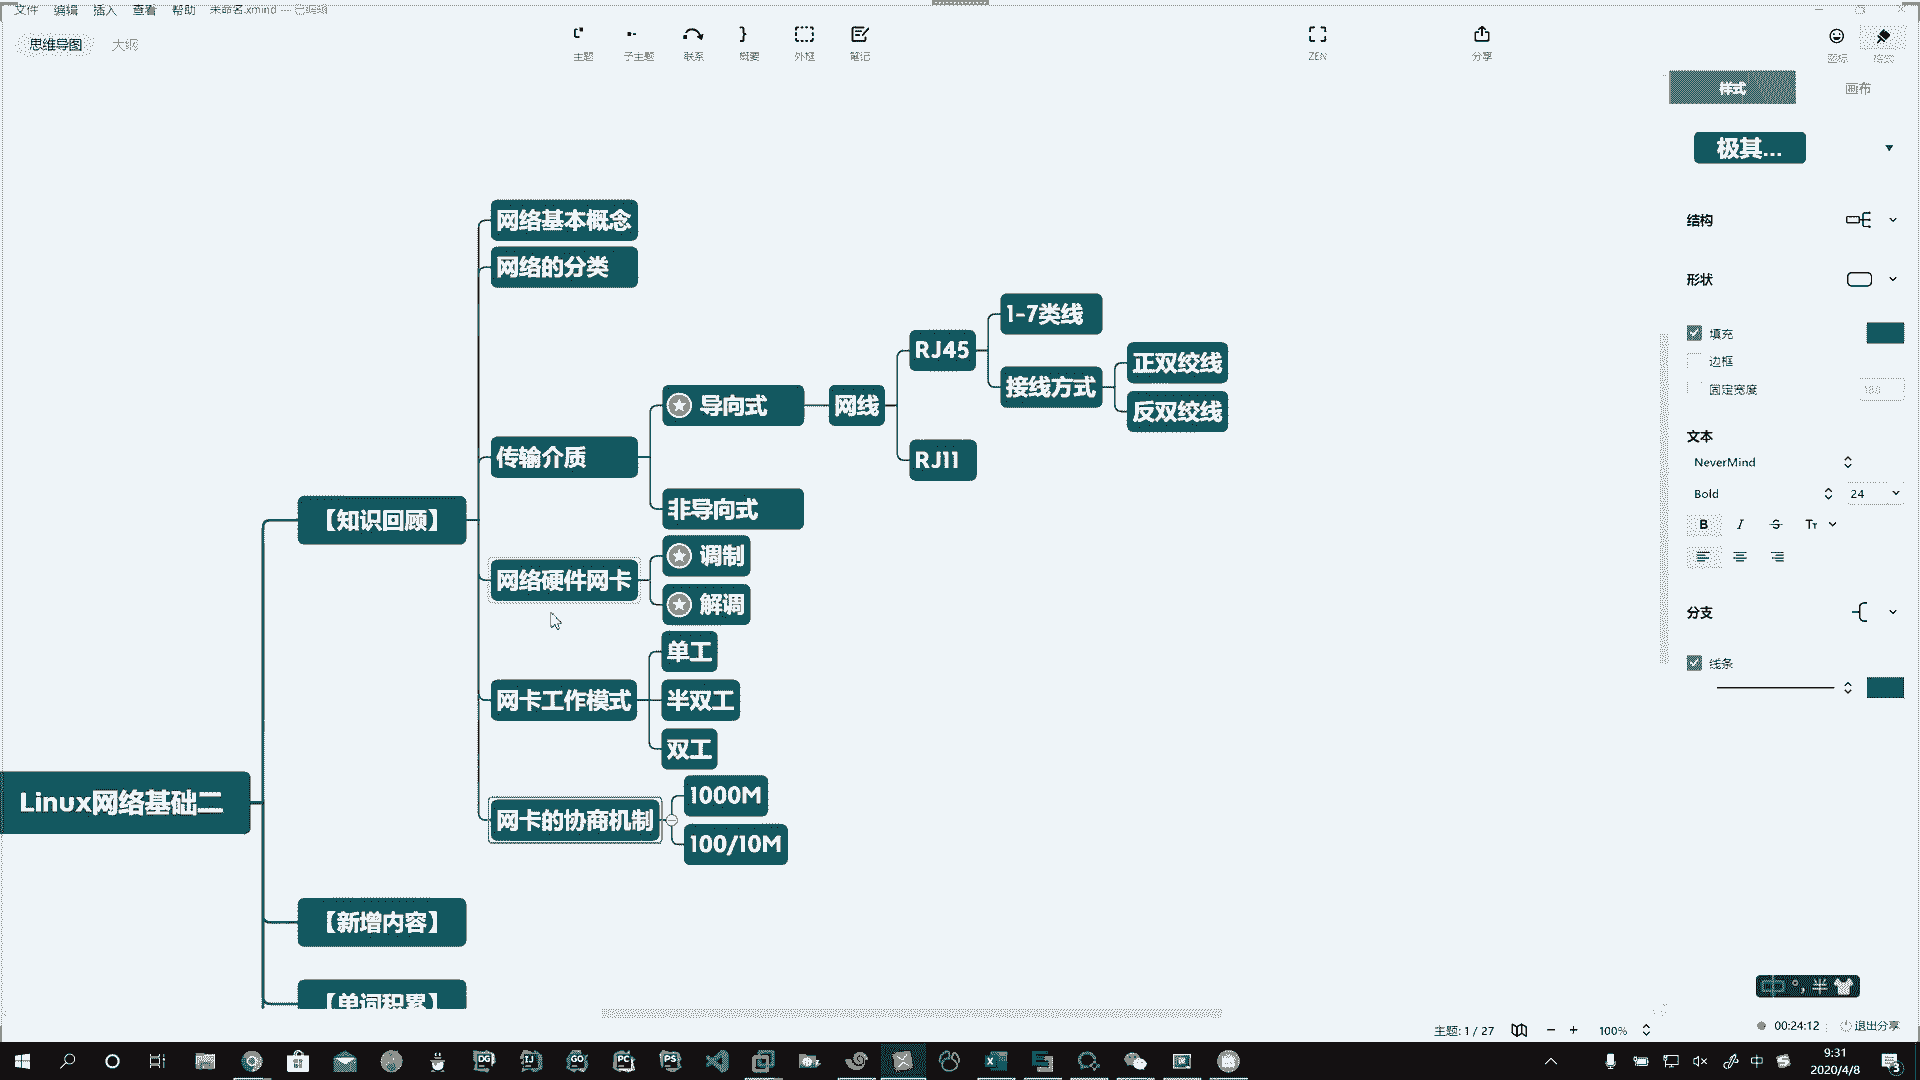 文件 编辑 插入 查看 帮助 未命名.xmind --- 已编辑
思维导图 大纲
主题 子主题 联系 概要 外框 笔记 ZEN 分享 图标
样式 画布
极其...
结构
形状
填充
边框
固定宽度
文本
NeverMind
Bold 24
B I S Tт
分支
线条
网络基本概念
网络的分类
1-7类线
RJ45
正双绞线
接线方式
导向式 网线
反双绞线
传输介质
RJ11
非导向式
【知识回顾】
调制
网络硬件网卡
解调
单工
网卡工作模式 半双工
双工
Linux网络基础二
1000M
网卡的协商机制
100/10M
【新增内容】
【单词积累】
中 °, 半
主题: 1 / 27 100%
00:24:12 退出分享
DG IJ GO PC PS
中
9:31
2020/4/8
3